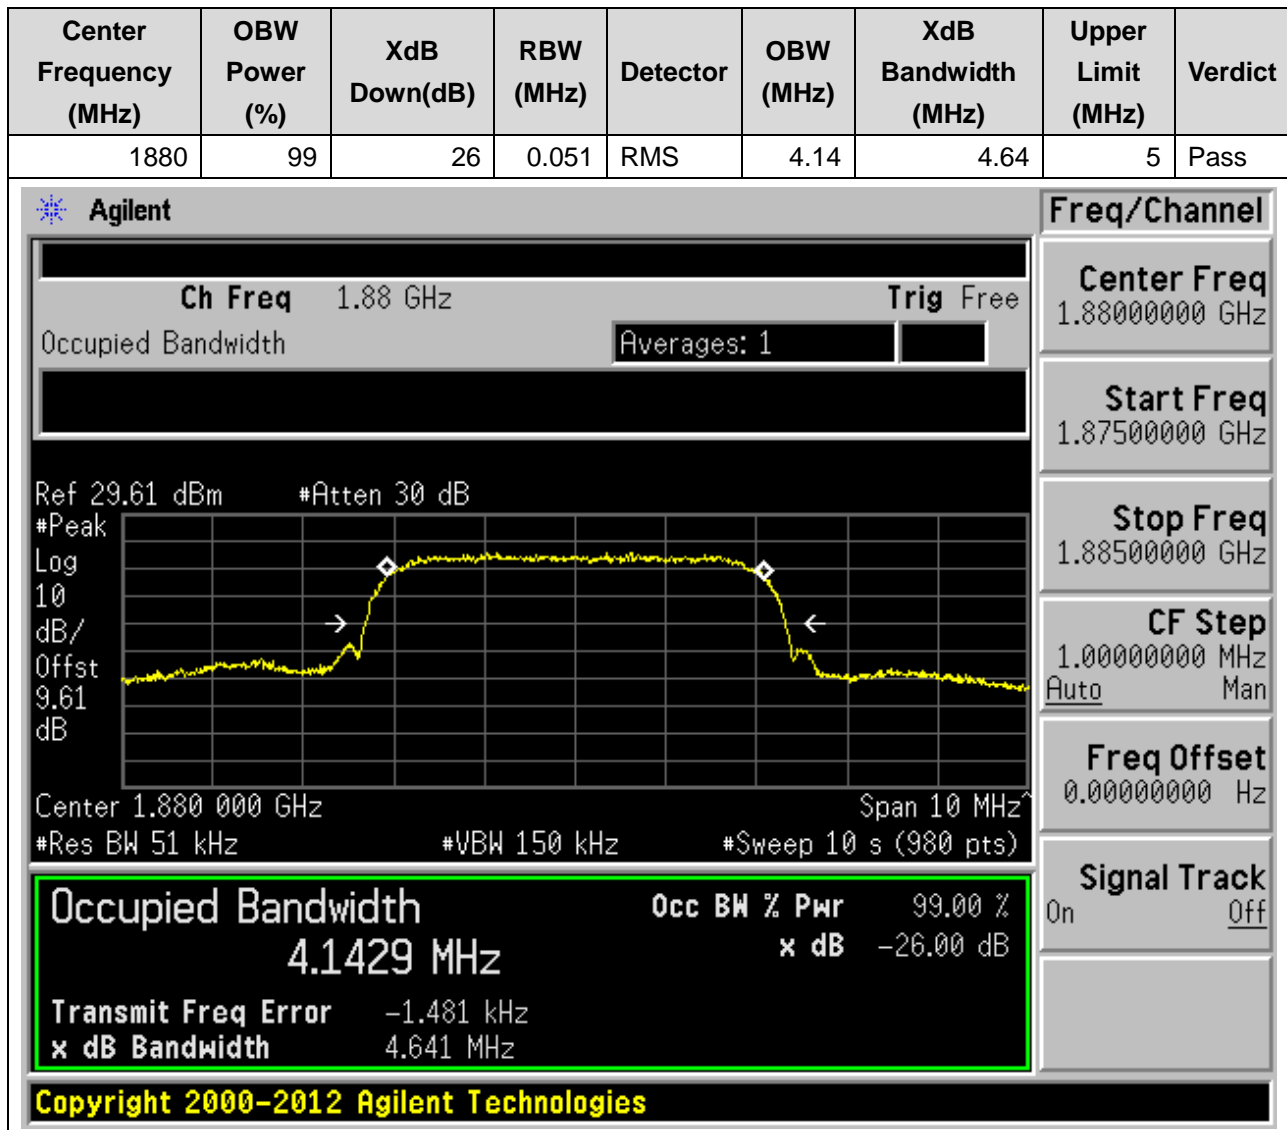 Center Frequency (MHz) OBW Power (%) XdB Down(dB) RBW (MHz) Detector OBW (MHz) XdB Bandwidth (MHz) Upper Limit (MHz) Verdict
1880 99 26 0.051 RMS 4.14 4.64 5 Pass
Agilent
Freq/Channel
Ch Freq 1.88 GHz Trig Free
Occupied Bandwidth Averages: 1
Center Freq
1.88000000 GHz
Start Freq
1.87500000 GHz
Stop Freq
1.88500000 GHz
CF Step
1.00000000 MHz
Auto Man
Freq Offset
0.00000000 Hz
Signal Track
On Off
Ref 29.61 dBm #Atten 30 dB
#Peak
Log
10
dB/
Offst
9.61
dB
Center 1.880 000 GHz Span 10 MHz^
#Res BW 51 kHz #VBW 150 kHz #Sweep 10 s (980 pts)
Occupied Bandwidth Occ BW % Pwr 99.00 %
4.1429 MHz x dB -26.00 dB
Transmit Freq Error -1.481 kHz
x dB Bandwidth 4.641 MHz
Copyright 2000-2012 Agilent Technologies